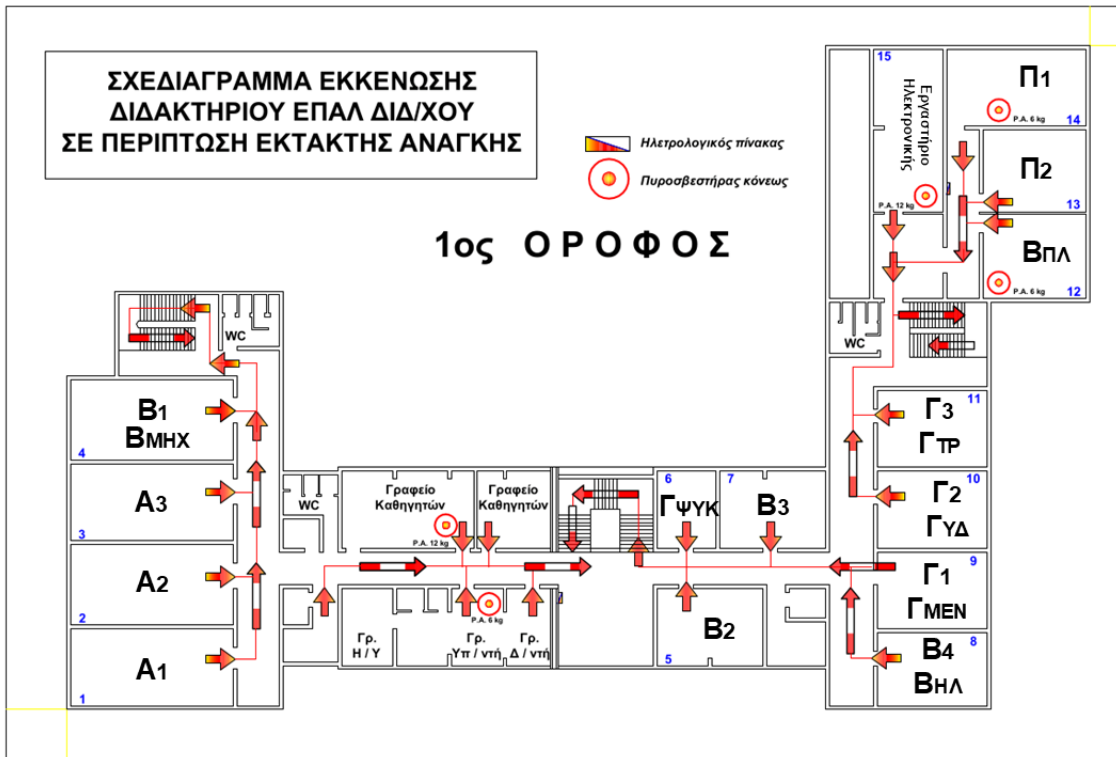 ΣΧΕΔΙΑΓΡΑΜΜΑ ΕΚΚΕΝΩΣΗΣ
ΔΙΔΑΚΤΗΡΙΟΥ ΕΠΑΛ ΔΙΔ/ΧΟΥ
ΣΕ ΠΕΡΙΠΤΩΣΗ ΕΚΤΑΚΤΗΣ ΑΝΑΓΚΗΣ
Ηλετρολογικός πίνακας
Πυροσβεστήρας κόνεως
1ος ΟΡΟΦΟΣ
15
Εργαστήριο
Ηλεκτρονικής
P.A. 12 kg
Π1
P.A. 6 kg
14
Π2
13
ΒΠΛ
P.A. 6 kg
12
WC
WC
Β1
ΒΜΗΧ
4
Α3
3
Α2
2
Α1
1
WC
Γραφείο
Καθηγητών
P.A. 12 kg
Γραφείο
Καθηγητών
6
ΓΨΥΚ
7
Β3
11
Γ3
ΓΤΡ
10
Γ2
ΓΥΔ
9
Γ1
ΓΜΕΝ
8
Β4
ΒΗΛ
Β2
5
Γρ.
Η / Υ
P.A. 6 kg
Γρ.
Υπ / ντή
Γρ.
Δ / ντή